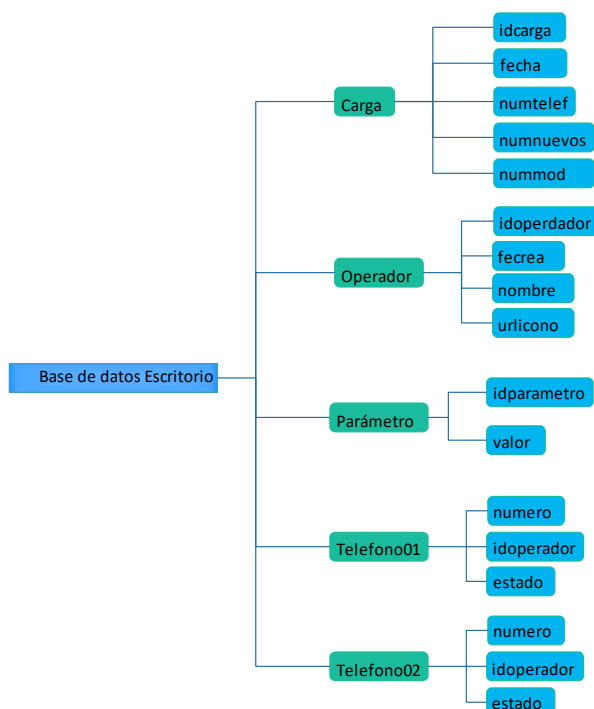 Base de datos Escritorio
Carga
idcarga
fecha
numtelef
numnuevos
nummod
Operador
idoperdador
fecrea
nombre
urlicono
Parámetro
idparametro
valor
Telefono01
numero
idoperador
estado
Telefono02
numero
idoperador
estado